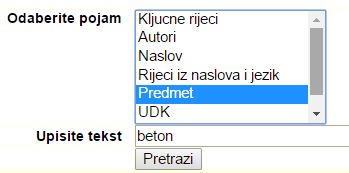 Odaberite pojam
Kljucne rijeci
Autori
Naslov
Rijeci iz naslova i jezik
Predmet
UDK
Upisite tekst
beton
Pretrazi